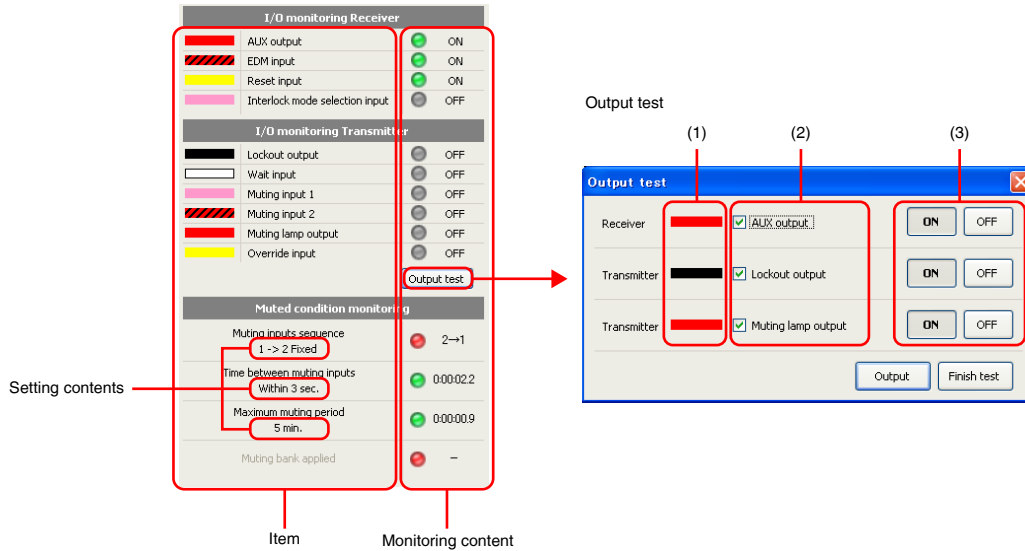 I/O monitoring Receiver
AUX output ON
EDM input ON
Reset input ON
Interlock mode selection input OFF
I/O monitoring Transmitter
Lockout output OFF
Wait input OFF
Muting input 1 OFF
Muting input 2 OFF
Muting lamp output OFF
Override input OFF
Output test
Muted condition monitoring
Muting inputs sequence
1 -> 2 Fixed
2→1
Time between muting inputs
Within 3 sec.
0:00:02.2
Maximum muting period
5 min.
0:00:00.9
Muting bank applied –
Setting contents
Item
Monitoring content
Output test
(1) (2) (3)
Output test
Receiver AUX output ON OFF
Transmitter Lockout output ON OFF
Transmitter Muting lamp output ON OFF
Output Finish test